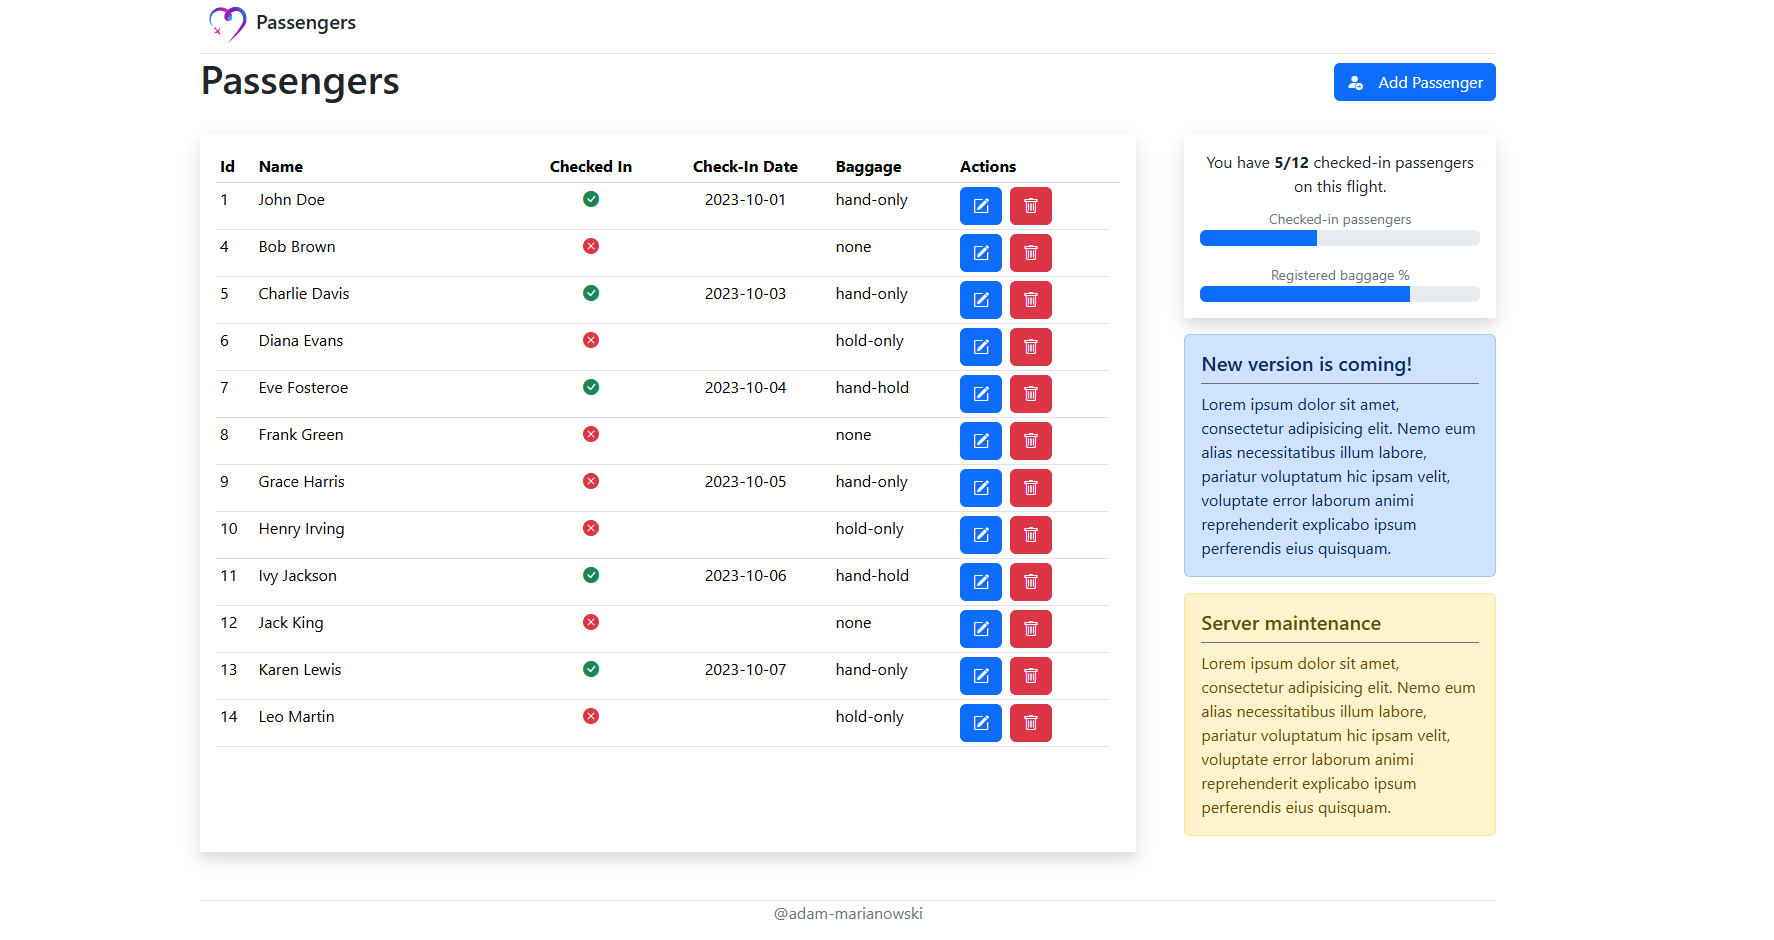 Passengers
Passengers
Add Passenger
Id Name Checked In Check-In Date Baggage Actions
1 John Doe 2023-10-01 hand-only
4 Bob Brown none
5 Charlie Davis 2023-10-03 hand-only
6 Diana Evans hold-only
7 Eve Fosteroe 2023-10-04 hand-hold
8 Frank Green none
9 Grace Harris 2023-10-05 hand-only
10 Henry Irving hold-only
11 Ivy Jackson 2023-10-06 hand-hold
12 Jack King none
13 Karen Lewis 2023-10-07 hand-only
14 Leo Martin hold-only
You have 5/12 checked-in passengers
on this flight.
Checked-in passengers
Registered baggage %
New version is coming!
Lorem ipsum dolor sit amet,
consectetur adipisicing elit. Nemo eum
alias necessitatibus illum labore,
pariatur voluptatum hic ipsam velit,
voluptate error laborum animi
reprehenderit explicabo ipsum
perferendis eius quisquam.
Server maintenance
Lorem ipsum dolor sit amet,
consectetur adipisicing elit. Nemo eum
alias necessitatibus illum labore,
pariatur voluptatum hic ipsam velit,
voluptate error laborum animi
reprehenderit explicabo ipsum
perferendis eius quisquam.
@adam-marianowski